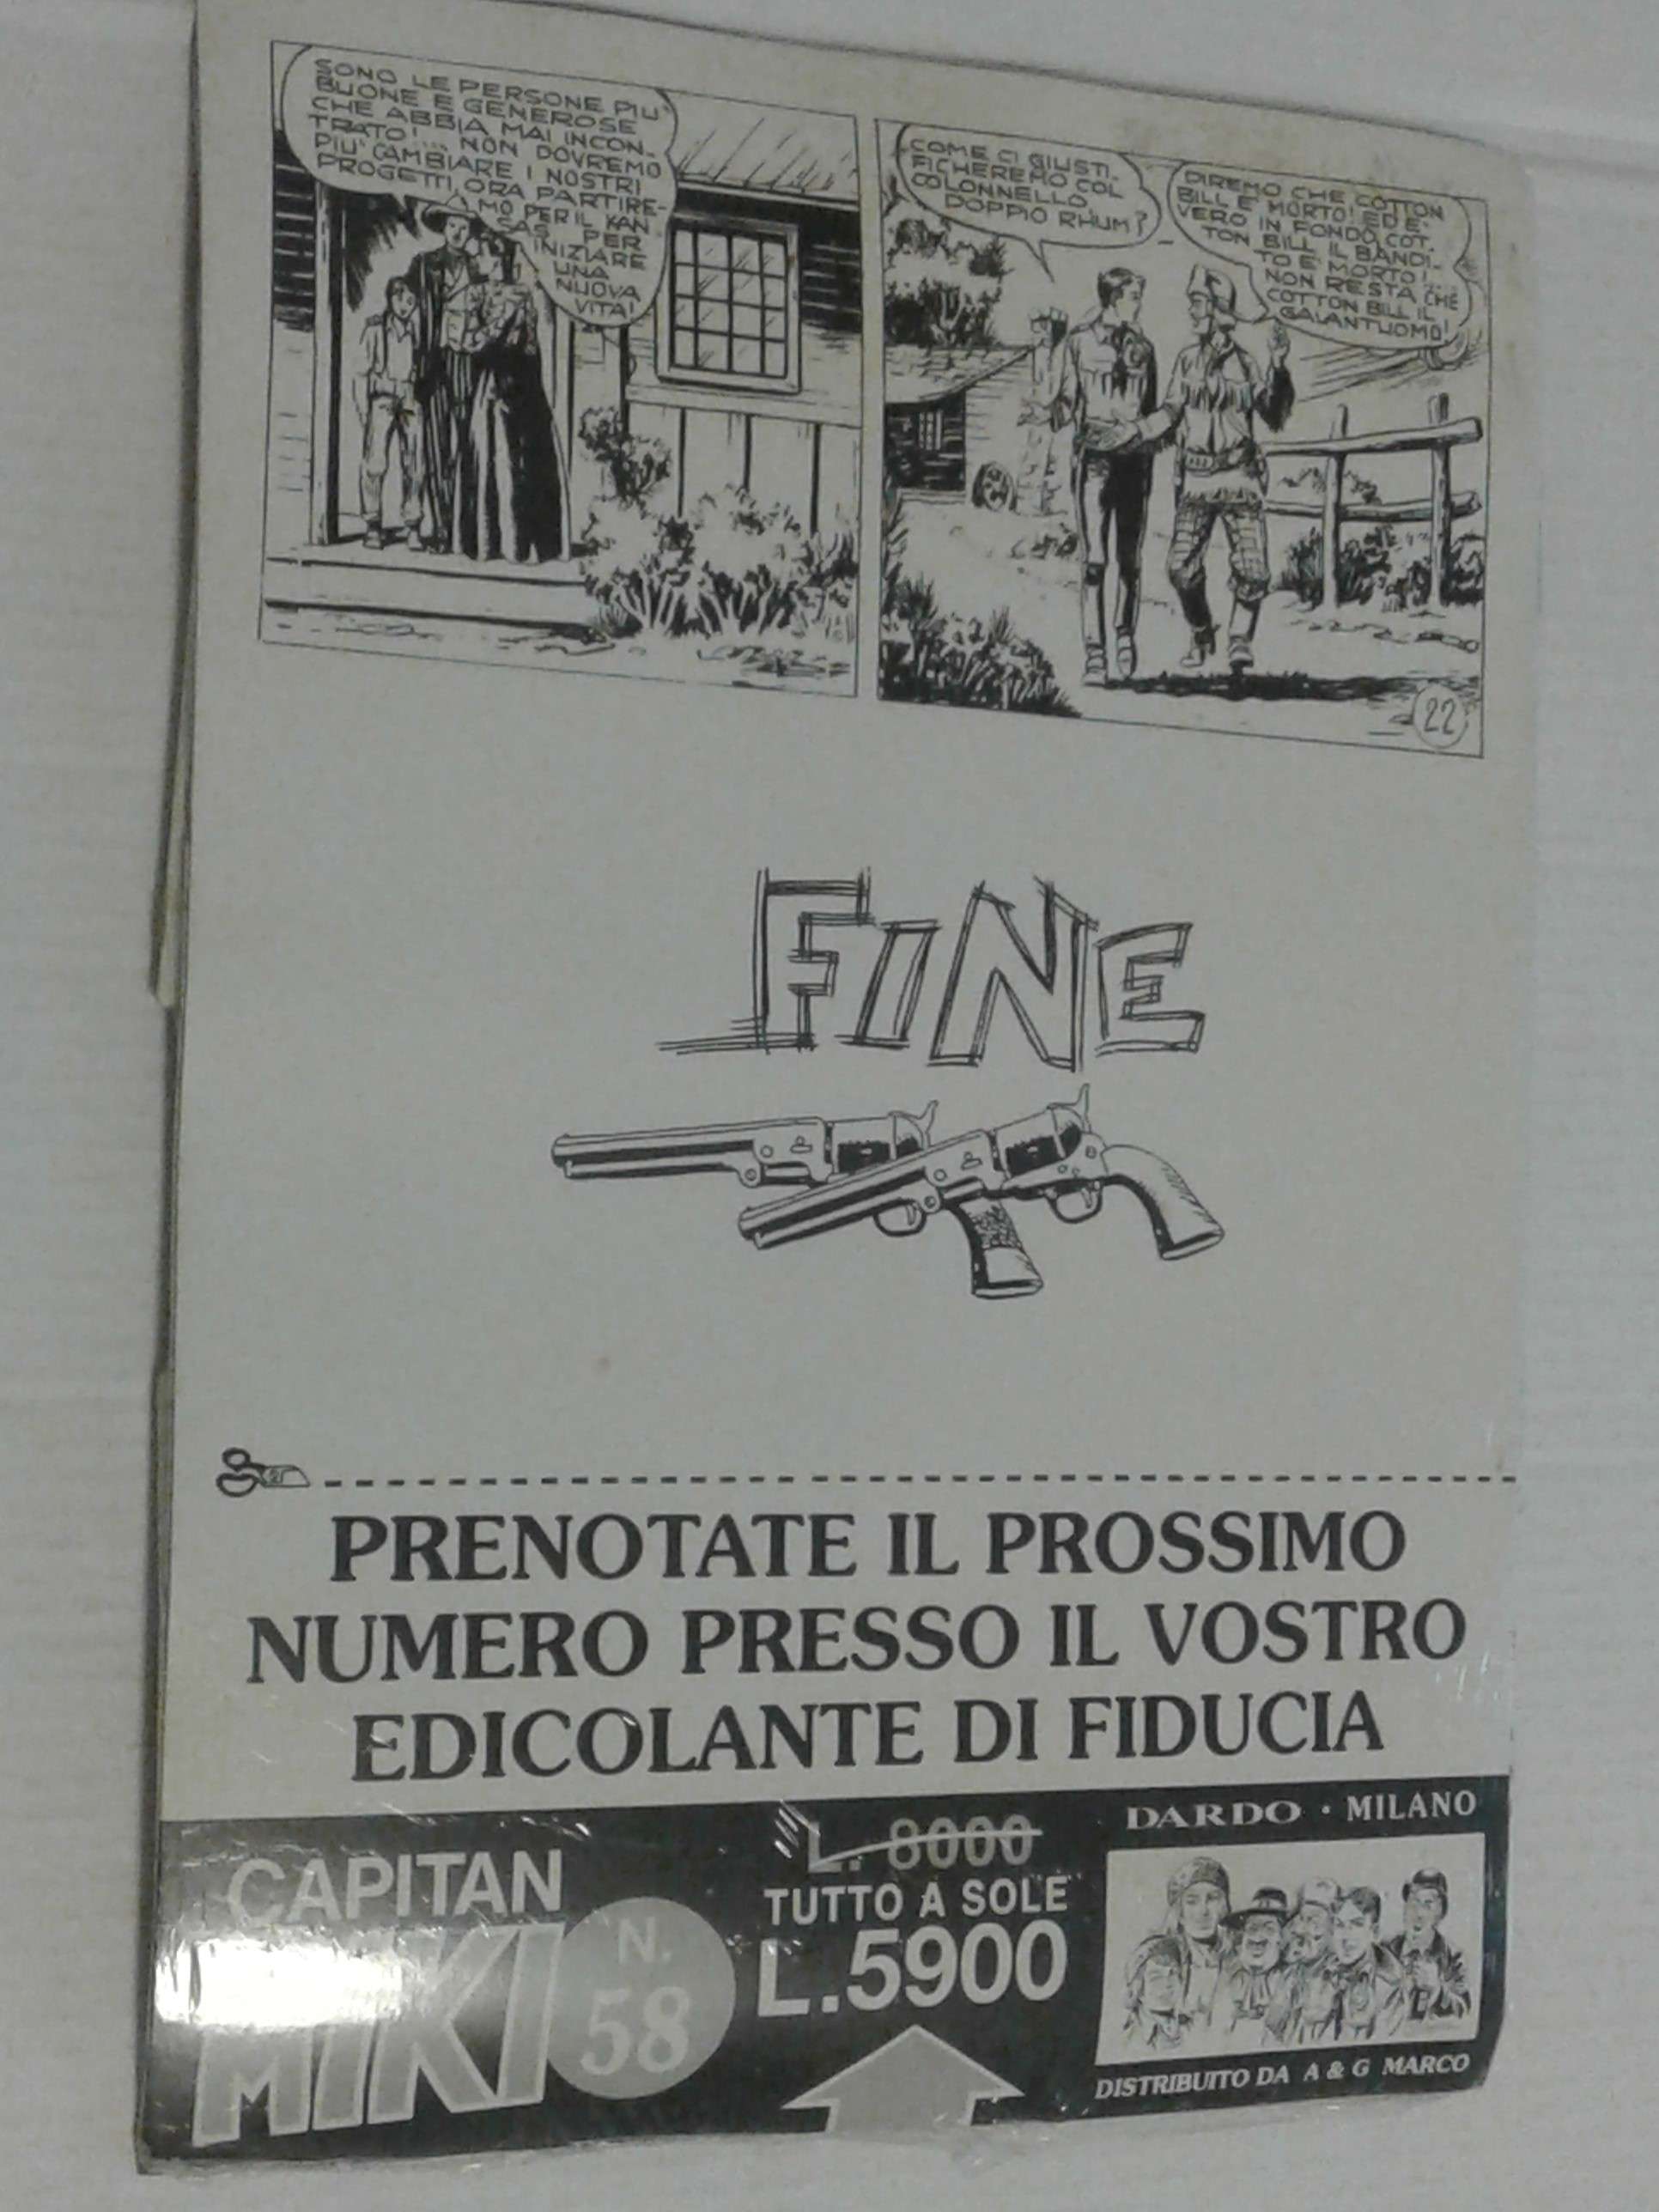 SONO LE PERSONE PIU'
BUONE E GENEROSE
CHE ABBIA MAI INCON-
TRATO!... NON DOVREMO
PIU' CAMBIARE I NOSTRI
PROGETTI, ORA PARTIRE-
MO PER IL KAN-
SAS PER
INIZIARE
UNA
NUOVA
VITA!
COME CI GIUSTI-
FICHEREMO COL
COLONNELLO,
DOPPIO RHUM?
DIREMO CHE COTTON
BILL E' MORTO! ED E'
VERO IN FONDO, COT-
TON BILL IL BANDI-
TO E' MORTO!...
NON RESTA CHE
COTTON BILL IL
GALANTUOMO!
22
FINE
PRENOTATE IL PROSSIMO
NUMERO PRESSO IL VOSTRO
EDICOLANTE DI FIDUCIA
CAPITAN
MIKI
N.
58
L. 8000
TUTTO A SOLE
L.5900
DARDO • MILANO
DISTRIBUITO DA A & G MARCO